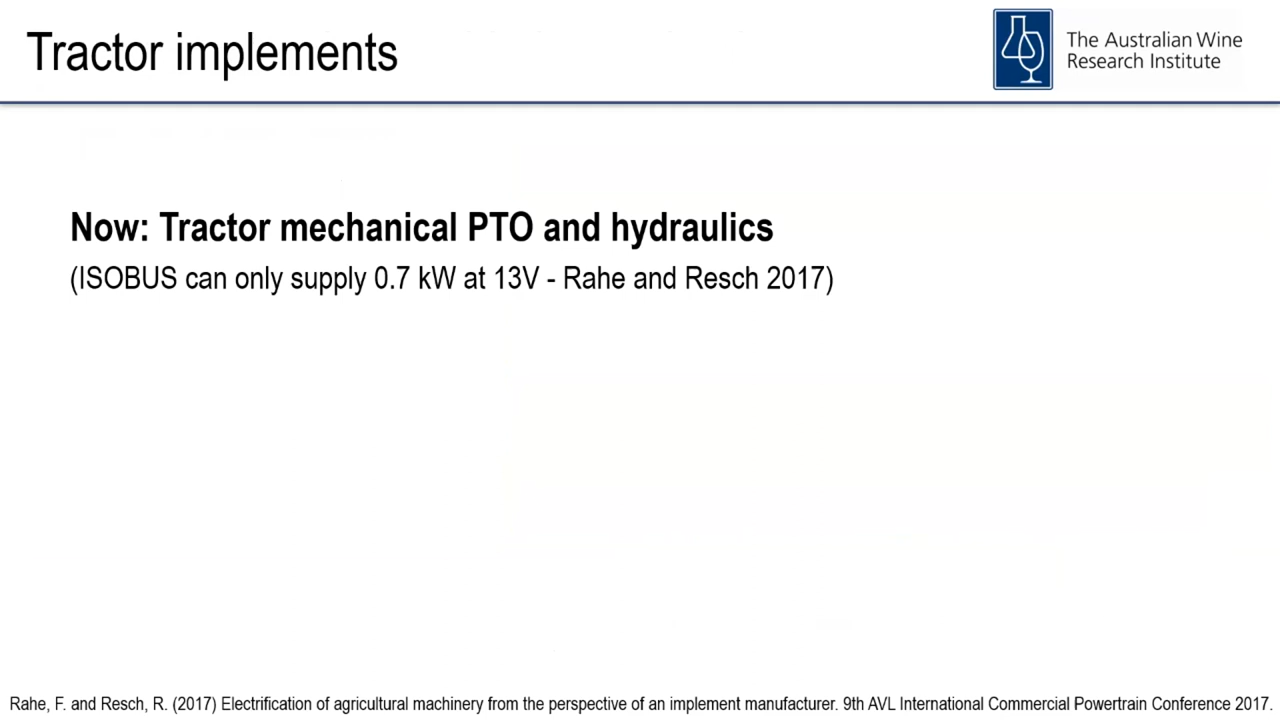 Tractor implements
The Australian Wine
Research Institute
Now: Tractor mechanical PTO and hydraulics
(ISOBUS can only supply 0.7 kW at 13V - Rahe and Resch 2017)
Rahe, F. and Resch, R. (2017) Electrification of agricultural machinery from the perspective of an implement manufacturer. 9th AVL International Commercial Powertrain Conference 2017.